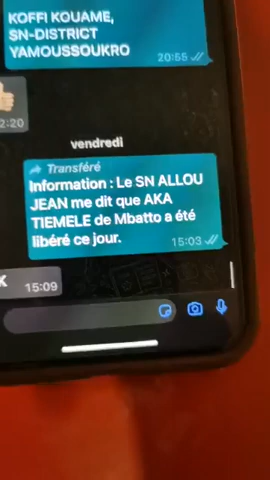 KOFFI KOUAME,
SN-DISTRICT
YAMOUSSOUKRO
20:55
2:20
vendredi
Transféré
Information : Le SN ALLOU
JEAN me dit que AKA
TIEMELE de Mbatto a été
libéré ce jour.
15:03
K
15:09